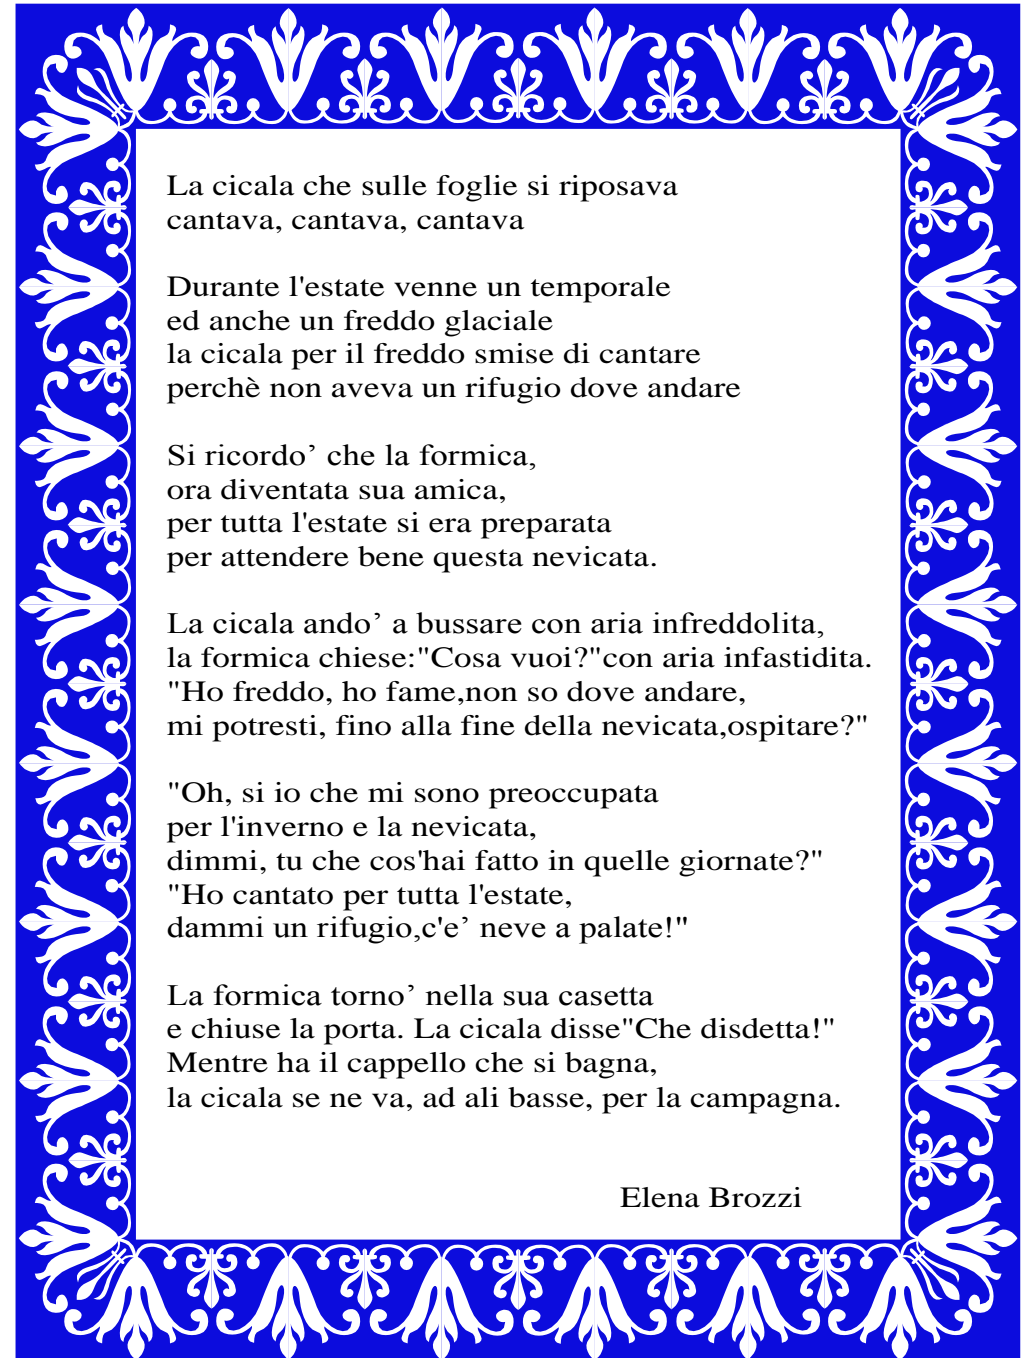 La cicala che sulle foglie si riposava
cantava, cantava, cantava
Durante l'estate venne un temporale
ed anche un freddo glaciale
la cicala per il freddo smise di cantare
perchè non aveva un rifugio dove andare
Si ricordo’ che la formica,
ora diventata sua amica,
per tutta l'estate si era preparata
per attendere bene questa nevicata.
La cicala ando’ a bussare con aria infreddolita,
la formica chiese:"Cosa vuoi?"con aria infastidita.
"Ho freddo, ho fame,non so dove andare,
mi potresti, fino alla fine della nevicata,ospitare?"
"Oh, si io che mi sono preoccupata
per l'inverno e la nevicata,
dimmi, tu che cos'hai fatto in quelle giornate?"
"Ho cantato per tutta l'estate,
dammi un rifugio,c'e’ neve a palate!"
La formica torno’ nella sua casetta
e chiuse la porta. La cicala disse"Che disdetta!"
Mentre ha il cappello che si bagna,
la cicala se ne va, ad ali basse, per la campagna.
Elena Brozzi